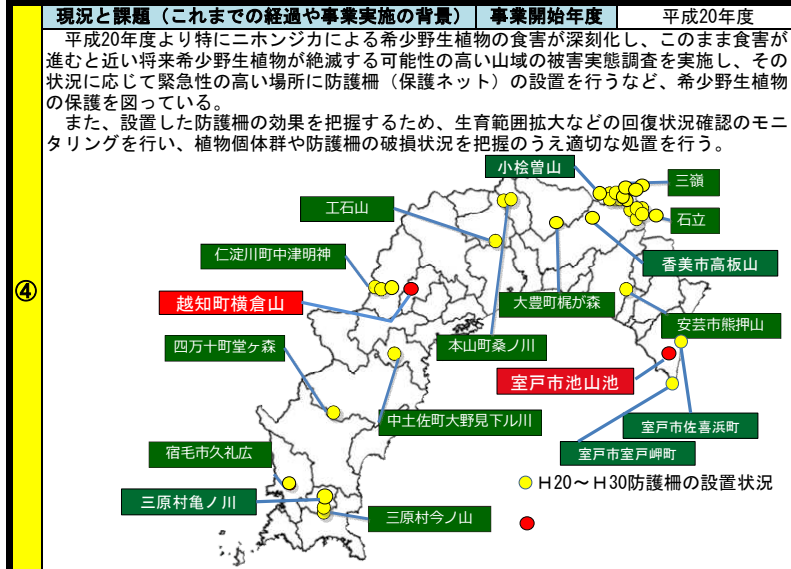 現況と課題（これまでの経過や事業実施の背景） 事業開始年度 平成20年度
　平成20年度より特にニホンジカによる希少野生植物の食害が深刻化し、このまま食害が
進むと近い将来希少野生植物が絶滅する可能性の高い山域の被害実態調査を実施し、その
状況に応じて緊急性の高い場所に防護柵（保護ネット）の設置を行うなど、希少野生植物
の保護を図っている。
　また、設置した防護柵の効果を把握するため、生育範囲拡大などの回復状況確認のモニ
タリングを行い、植物個体群や防護柵の破損状況を把握のうえ適切な処置を行う。
④
小桧曽山
三嶺
工石山
石立
仁淀川町中津明神
香美市高板山
越知町横倉山
大豊町梶が森
安芸市熊押山
四万十町堂ヶ森
本山町桑ノ川
室戸市池山池
中土佐町大野見下ル川
室戸市佐喜浜町
宿毛市久礼広
室戸市室戸岬町
三原村亀ノ川
三原村今ノ山
H20～H30防護柵の設置状況